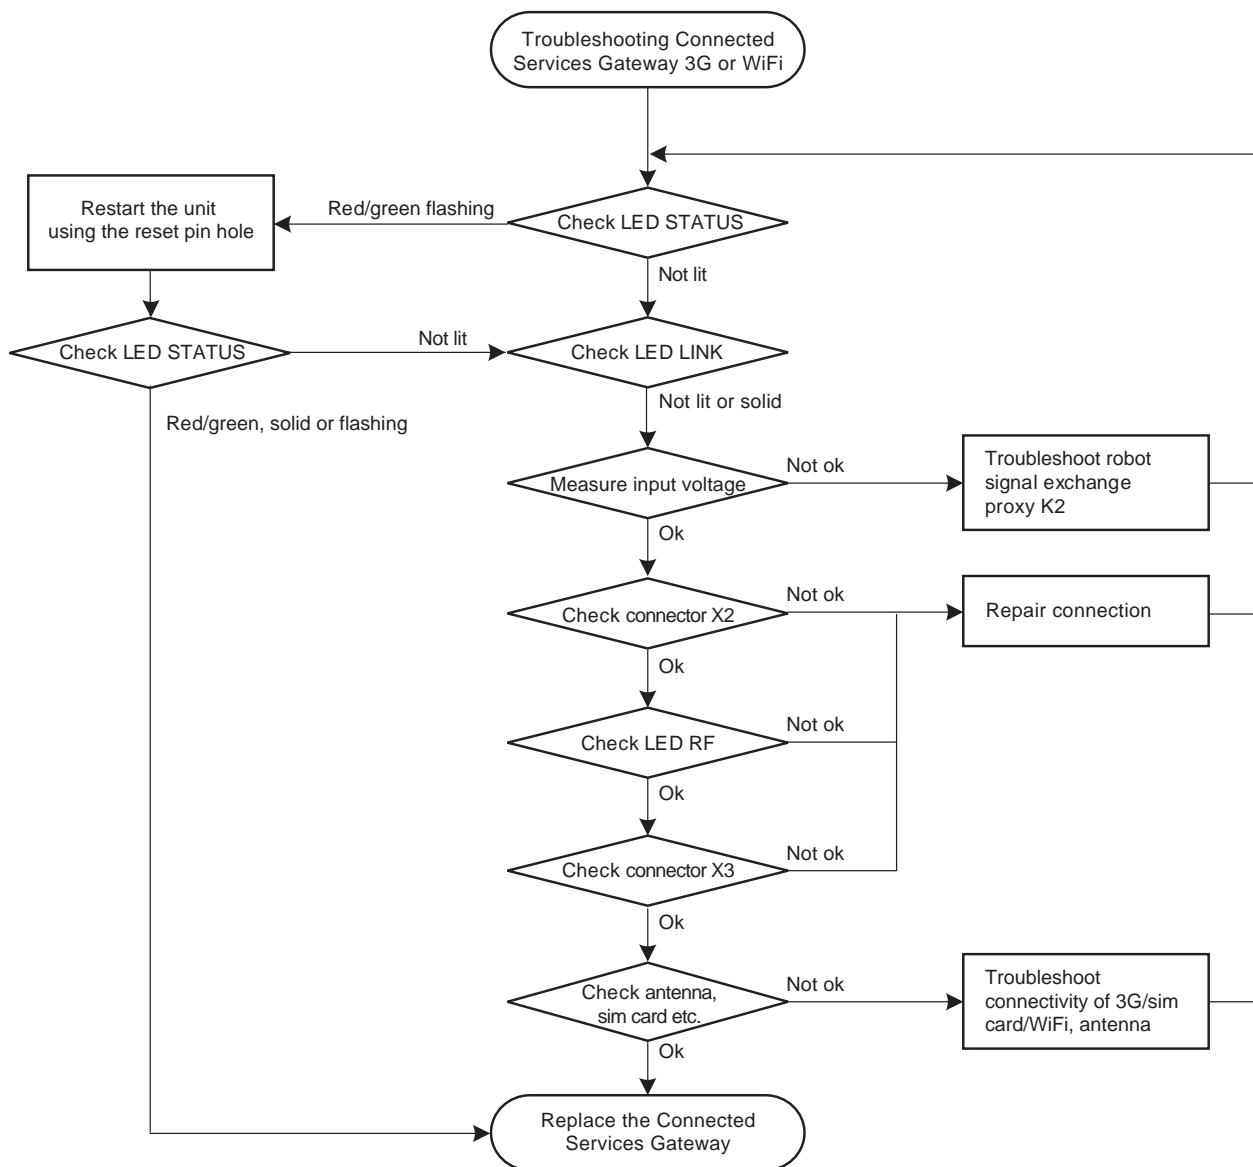 Troubleshooting Connected
Services Gateway 3G or WiFi
Restart the unit
using the reset pin hole
Red/green flashing
Check LED STATUS
Not lit
Check LED STATUS
Not lit
Check LED LINK
Red/green, solid or flashing
Not lit or solid
Measure input voltage
Not ok
Troubleshoot robot
signal exchange
proxy K2
Ok
Check connector X2
Not ok
Repair connection
Ok
Check LED RF
Not ok
Ok
Check connector X3
Not ok
Ok
Check antenna,
sim card etc.
Not ok
Troubleshoot
connectivity of 3G/sim
card/WiFi, antenna
Ok
Replace the Connected
Services Gateway